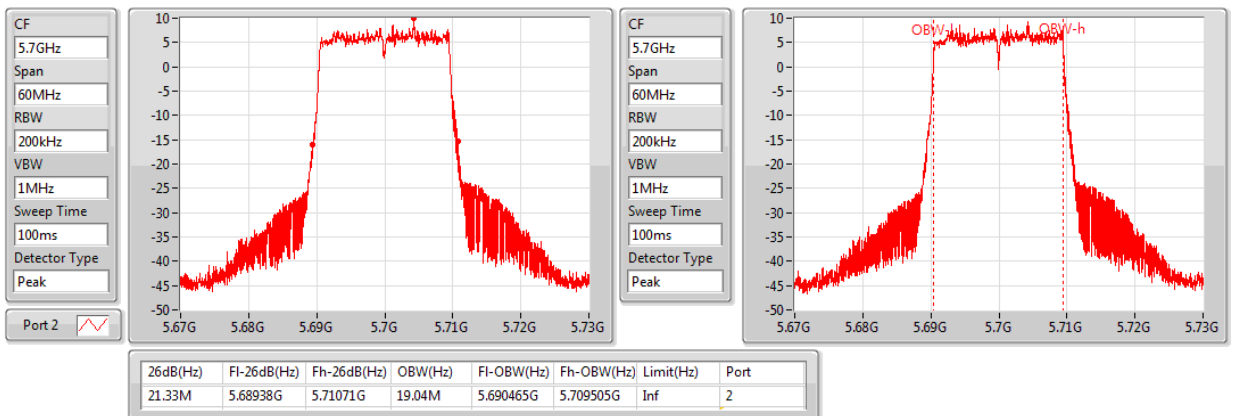 CF
5.7GHz
Span
60MHz
RBW
200kHz
VBW
1MHz
Sweep Time
100ms
Detector Type
Peak
Port 2
10
5
0
-5
-10
-15
-20
-25
-30
-35
-40
-45
-50
5.67G 5.68G 5.69G 5.7G 5.71G 5.72G 5.73G
CF
5.7GHz
Span
60MHz
RBW
200kHz
VBW
1MHz
Sweep Time
100ms
Detector Type
Peak
10
5
0
-5
-10
-15
-20
-25
-30
-35
-40
-45
-50
OBW-h
5.67G 5.68G 5.69G 5.7G 5.71G 5.72G 5.73G
26dB(Hz) Fl-26dB(Hz) Fh-26dB(Hz) OBW(Hz) Fl-OBW(Hz) Fh-OBW(Hz) Limit(Hz) Port
21.33M 5.68938G 5.71071G 19.04M 5.690465G 5.709505G Inf 2